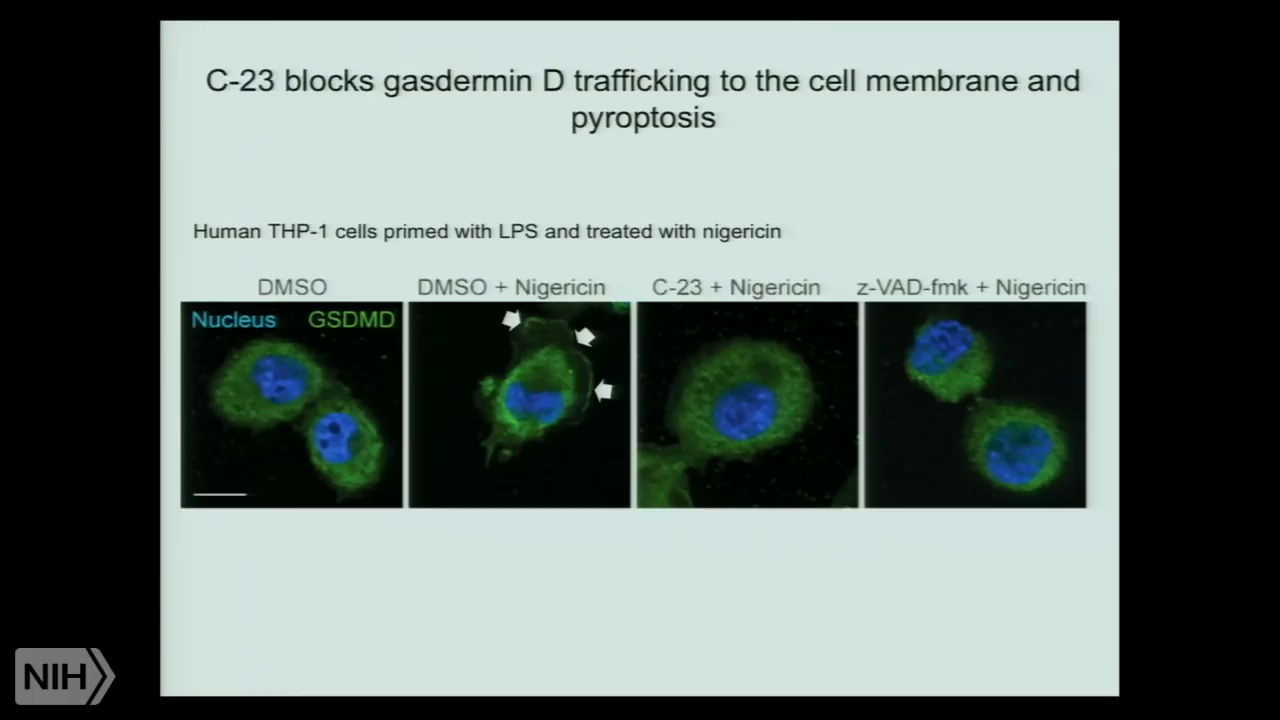 C-23 blocks gasdermin D trafficking to the cell membrane and
pyroptosis
Human THP-1 cells primed with LPS and treated with nigericin
DMSO
DMSO + Nigericin
C-23 + Nigericin
z-VAD-fmk + Nigericin
Nucleus
GSDMD
NIH